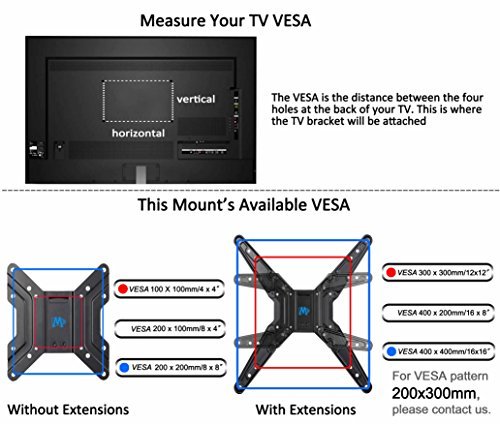 Measure Your TV VESA
vertical
horizontal
The VESA is the distance between the four
holes at the back of your TV. This is where
the TV bracket will be attached
This Mount's Available VESA
VESA 100 X 100mm/4 x 4"
VESA 200 x 100mm/8 x 4"
VESA 200 x 200mm/8 x 8"
Without Extensions
VESA 300 x 300mm/12x12"
VESA 400 x 200mm/16 x 8"
VESA 400 x 400mm/16x16"
With Extensions
For VESA pattern
200x300mm,
please contact us.